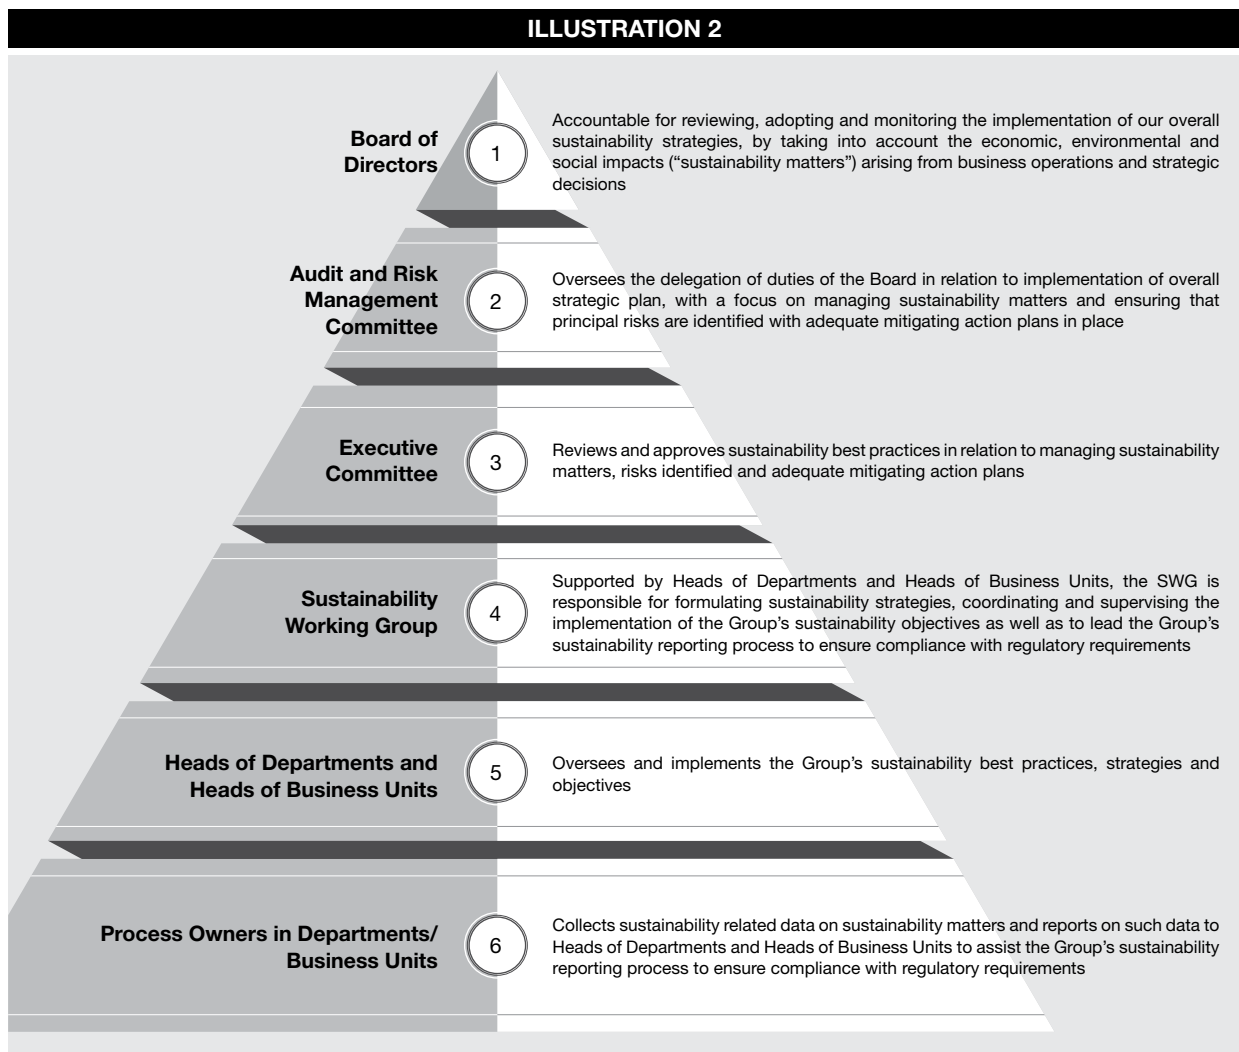 ILLUSTRATION 2
Board of
Directors
1
Accountable for reviewing, adopting and monitoring the implementation of our overall
sustainability strategies, by taking into account the economic, environmental and
social impacts (“sustainability matters”) arising from business operations and strategic
decisions
Audit and Risk
Management
Committee
2
Oversees the delegation of duties of the Board in relation to implementation of overall
strategic plan, with a focus on managing sustainability matters and ensuring that
principal risks are identified with adequate mitigating action plans in place
Executive
Committee
3
Reviews and approves sustainability best practices in relation to managing sustainability
matters, risks identified and adequate mitigating action plans
Sustainability
Working Group
4
Supported by Heads of Departments and Heads of Business Units, the SWG is
responsible for formulating sustainability strategies, coordinating and supervising the
implementation of the Group’s sustainability objectives as well as to lead the Group’s
sustainability reporting process to ensure compliance with regulatory requirements
Heads of Departments and
Heads of Business Units
5
Oversees and implements the Group’s sustainability best practices, strategies and
objectives
Process Owners in Departments/
Business Units
6
Collects sustainability related data on sustainability matters and reports on such data to
Heads of Departments and Heads of Business Units to assist the Group’s sustainability
reporting process to ensure compliance with regulatory requirements